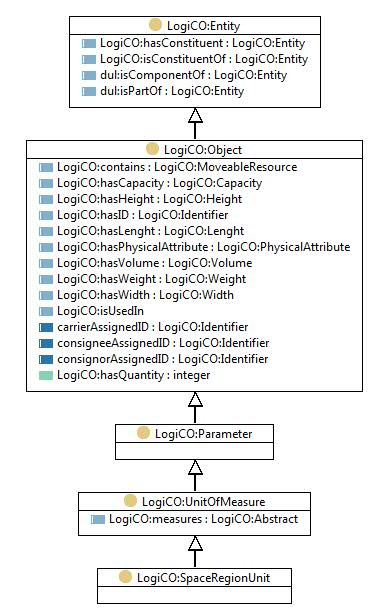 LogiCO:Entity
LogiCO:hasConstituent : LogiCO:Entity
LogiCO:isConstituentOf : LogiCO:Entity
dul:isComponentOf : LogiCO:Entity
dul:isPartOf : LogiCO:Entity
LogiCO:Object
LogiCO:contains : LogiCO:MoveableResource
LogiCO:hasCapacity : LogiCO:Capacity
LogiCO:hasHeight : LogiCO:Height
LogiCO:hasID : LogiCO:Identifier
LogiCO:hasLenght : LogiCO:Lenght
LogiCO:hasPhysicalAttribute : LogiCO:PhysicalAttribute
LogiCO:hasVolume : LogiCO:Volume
LogiCO:hasWeight : LogiCO:Weight
LogiCO:hasWidth : LogiCO:Width
LogiCO:isUsedIn
carrierAssignedID : LogiCO:Identifier
consigneeAssignedID : LogiCO:Identifier
consignorAssignedID : LogiCO:Identifier
LogiCO:hasQuantity : integer
LogiCO:Parameter
LogiCO:UnitOfMeasure
LogiCO:measures : LogiCO:Abstract
LogiCO:SpaceRegionUnit